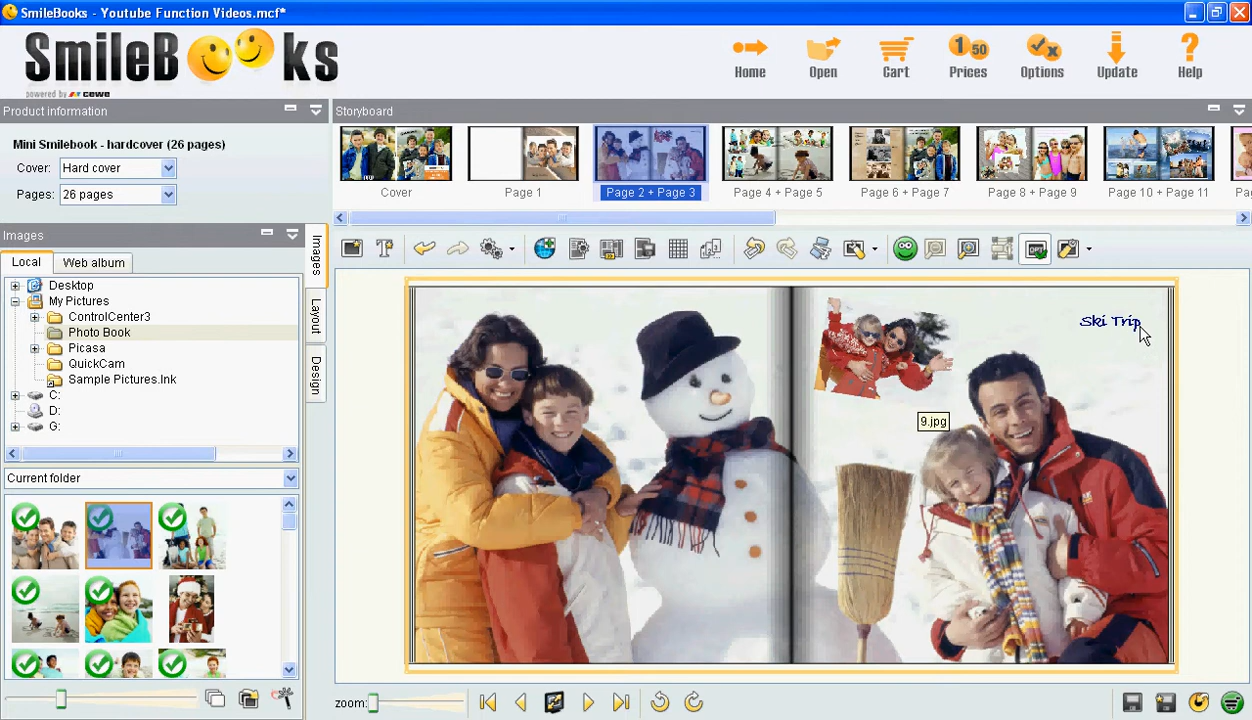 SmileBooks - Youtube Function Videos.mcf*
SmileBooks
powered by cewe
Home
Open
Cart
1 50
Prices
Options
Update
Help
Product information
Storyboard
Mini Smilebook - hardcover (26 pages)
Cover: Hard cover
Pages: 26 pages
Cover
Page 1
Page 2 + Page 3
Page 4 + Page 5
Page 6 + Page 7
Page 8 + Page 9
Page 10 + Page 11
Images
Local
Web album
Desktop
My Pictures
ControlCenter3
Photo Book
Picasa
QuickCam
Sample Pictures.lnk
C:
D:
G:
Current folder
Images
Layout
Design
OPT
Ski Trip
9.jpg
zoom: